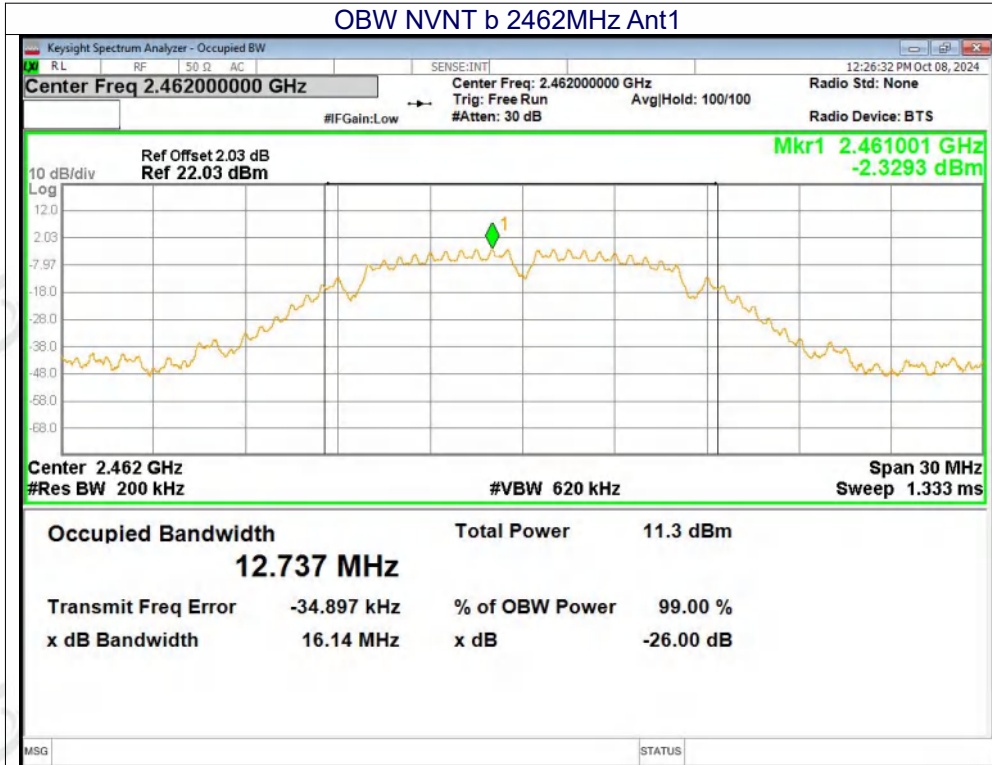 OBW NVNT b 2462MHz Ant1
Keysight Spectrum Analyzer - Occupied BW
LXI RL RF 50 Ω AC SENSE:INT 12:26:32 PM Oct 08, 2024
Center Freq 2.462000000 GHz Center Freq: 2.462000000 GHz Radio Std: None
Trig: Free Run Avg|Hold: 100/100
#IFGain:Low #Atten: 30 dB Radio Device: BTS
Mkr1 2.461001 GHz
-2.3293 dBm
Ref Offset 2.03 dB
10 dB/div Ref 22.03 dBm
Log
12.0
1
2.03
-7.97
-18.0
-28.0
-38.0
-48.0
-58.0
-68.0
Center 2.462 GHz Span 30 MHz
#Res BW 200 kHz #VBW 620 kHz Sweep 1.333 ms
Occupied Bandwidth Total Power 11.3 dBm
12.737 MHz
Transmit Freq Error -34.897 kHz % of OBW Power 99.00 %
x dB Bandwidth 16.14 MHz x dB -26.00 dB
MSG STATUS